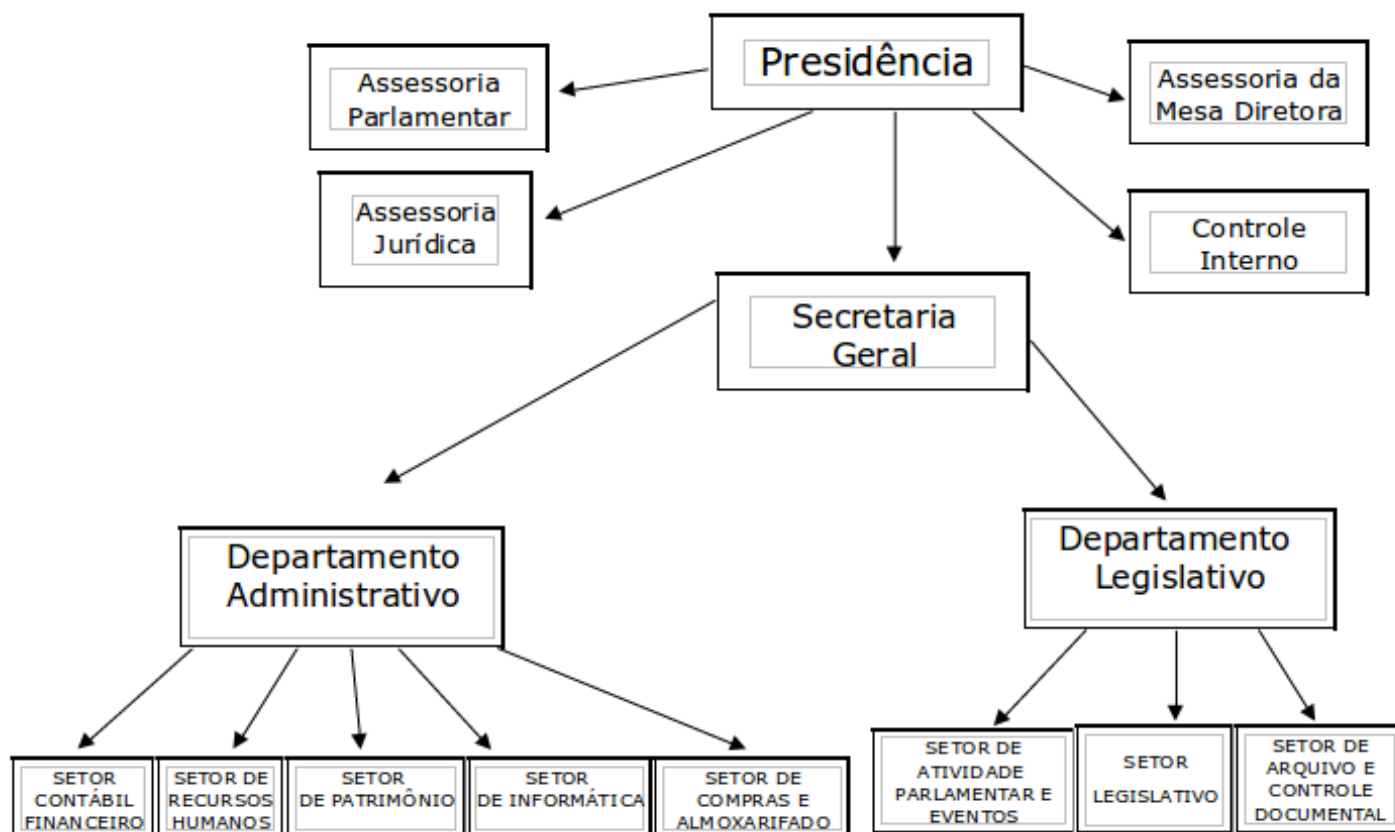 Presidência
Assessoria
Parlamentar
Assessoria da
Mesa Diretora
Assessoria
Jurídica
Controle
Interno
Secretaria
Geral
Departamento
Administrativo
Departamento
Legislativo
SETOR
CONTÁBIL
FINANCEIRO
SETOR DE
RECURSOS
HUMANOS
SETOR
DE PATRIMÔNIO
SETOR
DE INFORMÁTICA
SETOR DE
COMPRAS E
ALMOXARIFADO
SETOR DE
ATIVIDADE
PARLAMENTAR E
EVENTOS
SETOR
LEGISLATIVO
SETOR DE
ARQUIVO E
CONTROLE
DOCUMENTAL